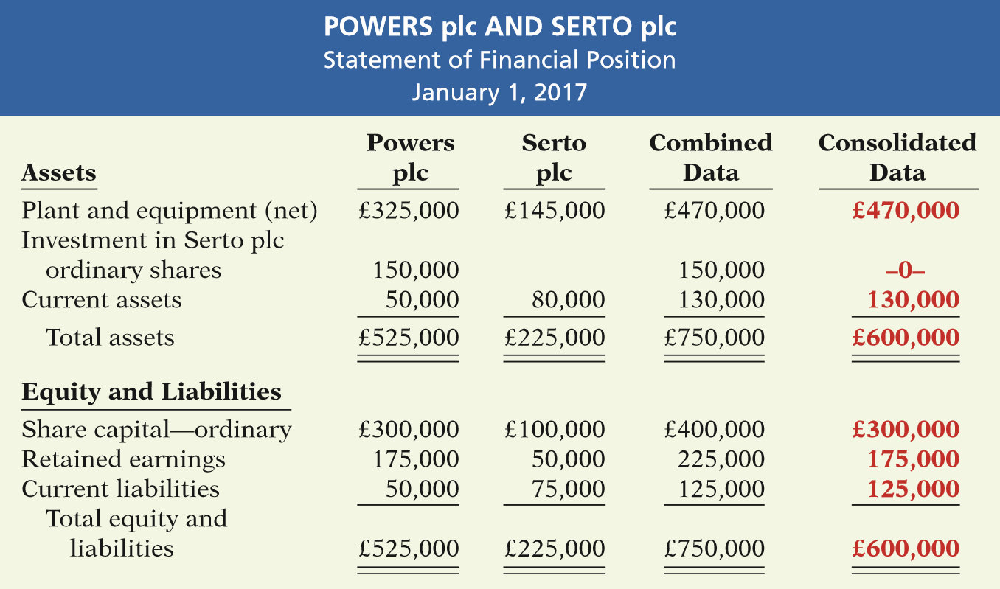 POWERS plc AND SERTO plc
Statement of Financial Position
January 1, 2017
Powers Serto Combined Consolidated
Assets plc plc Data Data
Plant and equipment (net) £325,000 £145,000 £470,000 £470,000
Investment in Serto plc
ordinary shares 150,000 150,000 –0–
Current assets 50,000 80,000 130,000 130,000
Total assets £525,000 £225,000 £750,000 £600,000
Equity and Liabilities
Share capital—ordinary £300,000 £100,000 £400,000 £300,000
Retained earnings 175,000 50,000 225,000 175,000
Current liabilities 50,000 75,000 125,000 125,000
Total equity and
liabilities £525,000 £225,000 £750,000 £600,000